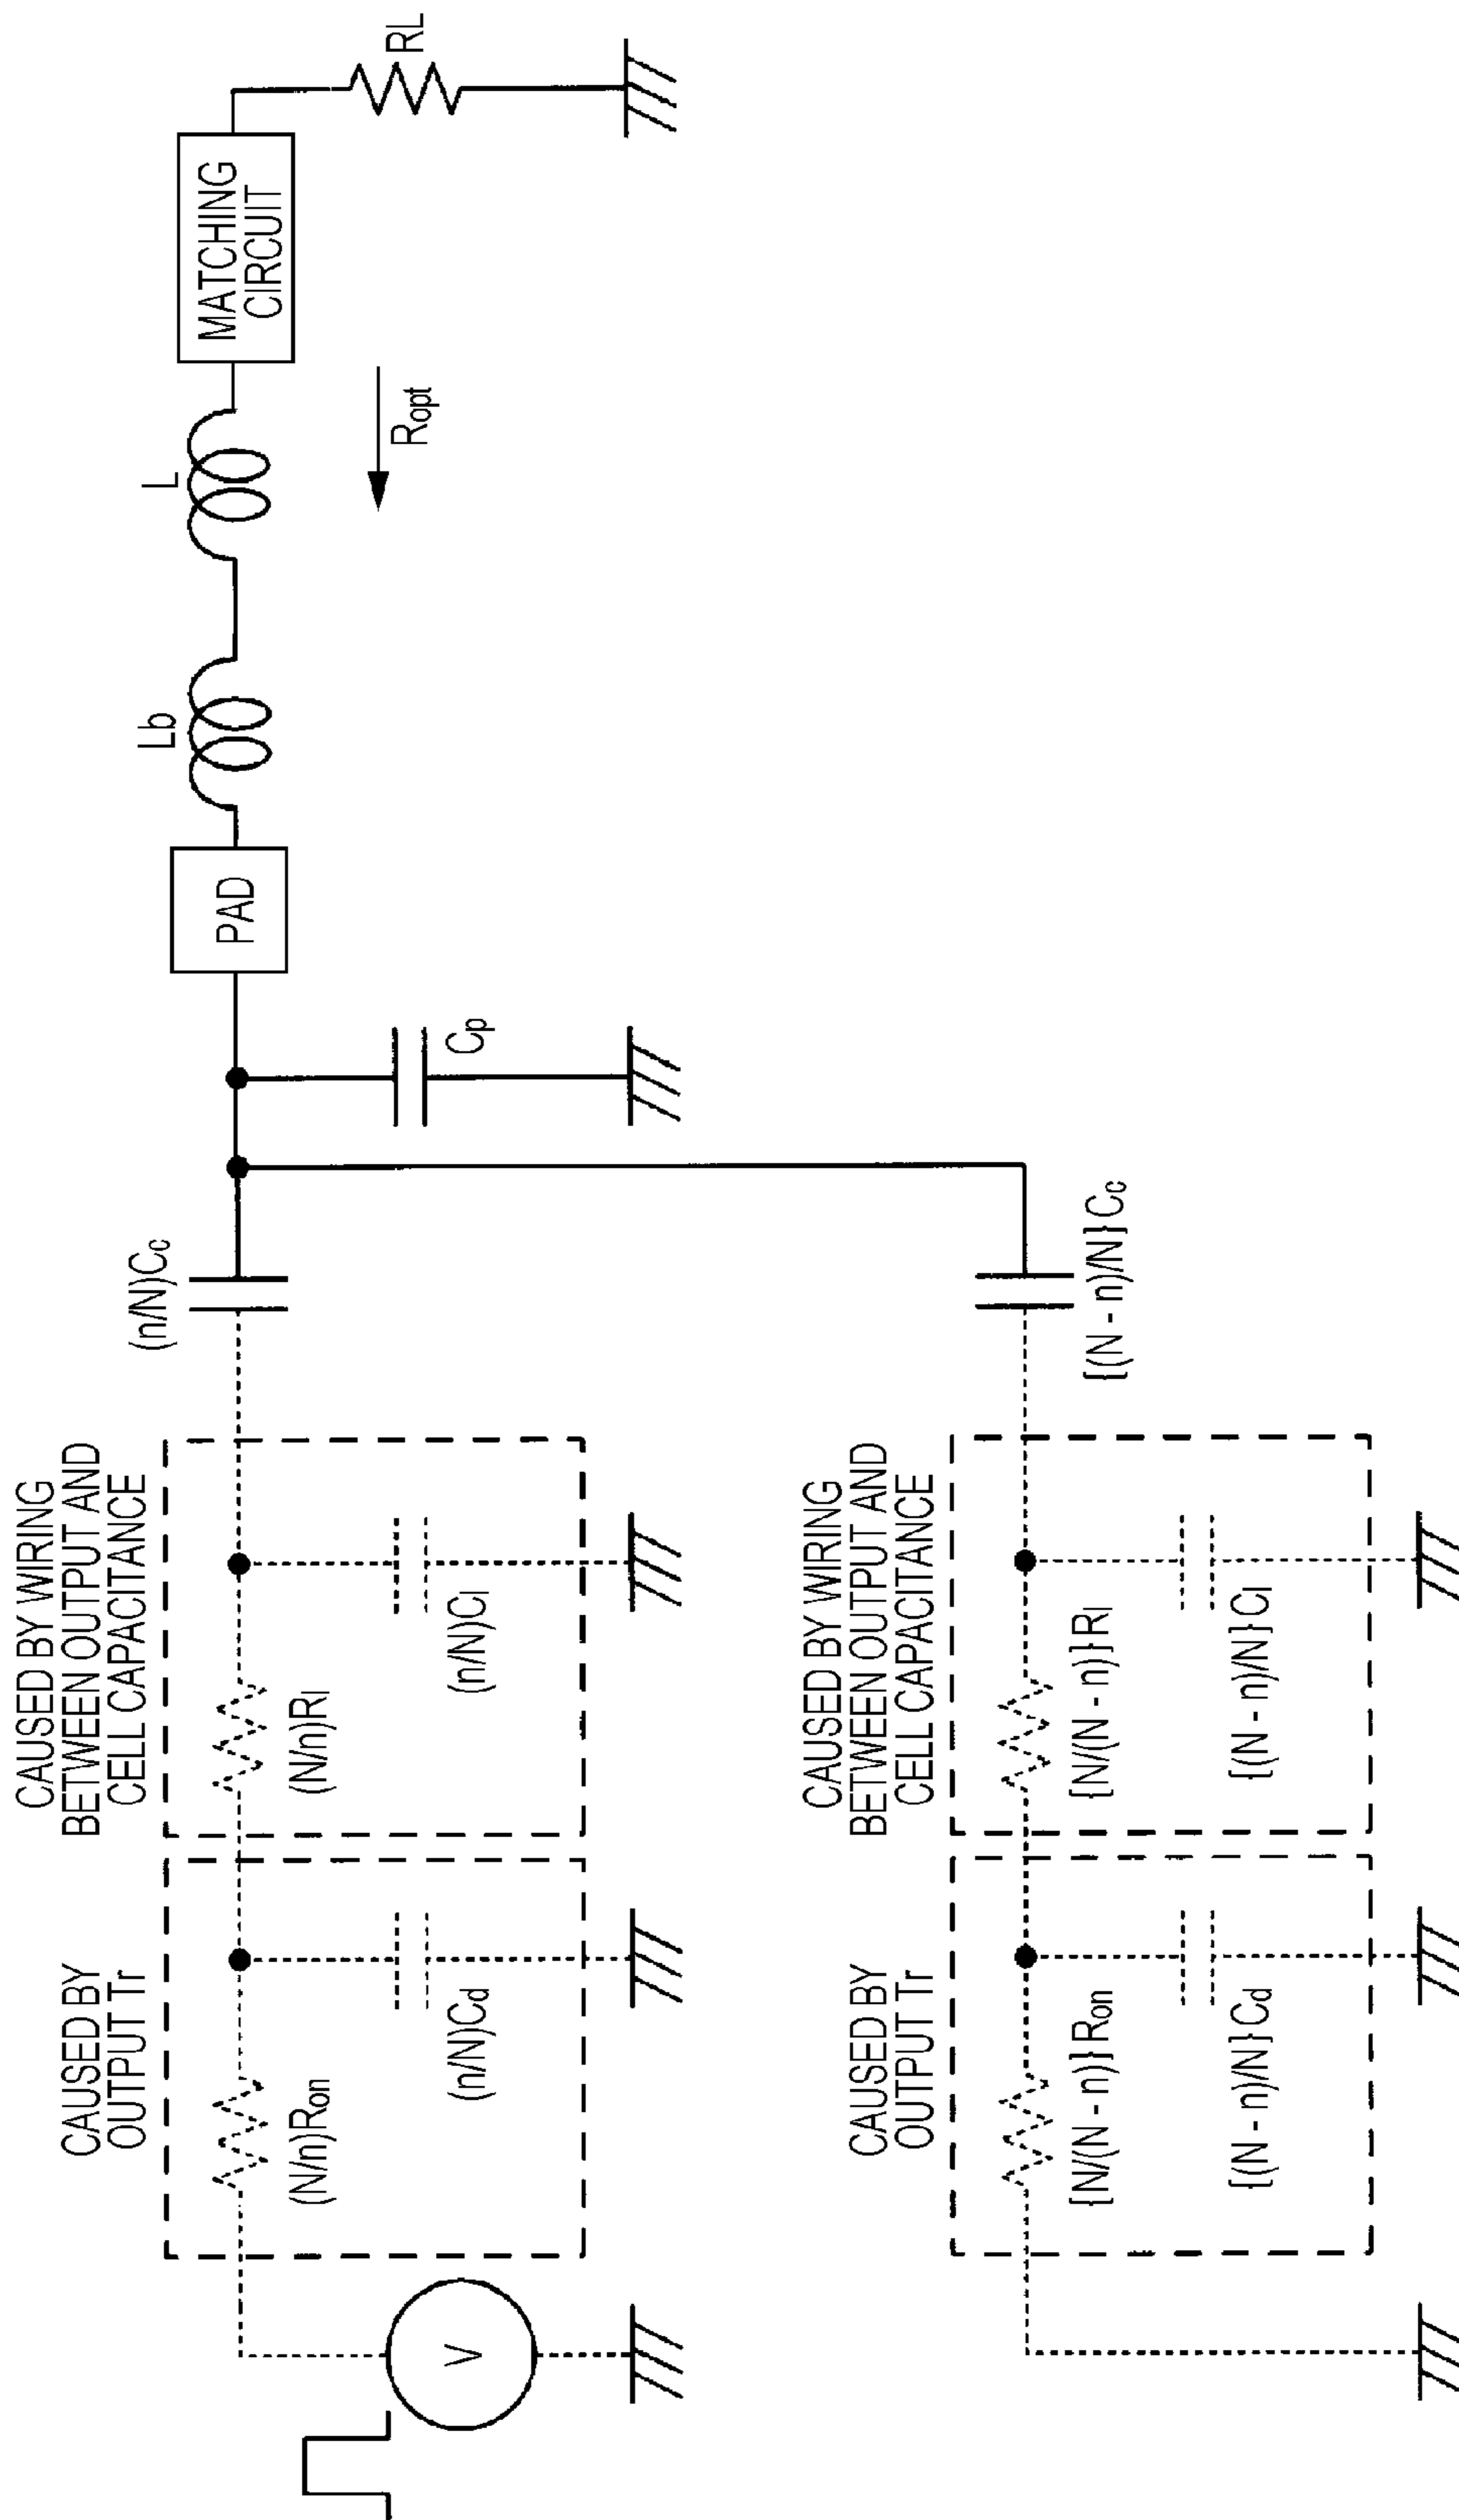 CAUSED BY
OUTPUT Tr
CAUSED BY WIRING
BETWEEN OUTPUT AND
CELL CAPACITANCE
(n/N)Cc
Lb
L
MATCHING
CIRCUIT
RL
PAD
Ropt
Cp
V
(N/n)Ron
(n/N)Cd
(N/n)Rl
(n/N)Cl
CAUSED BY
OUTPUT Tr
CAUSED BY WIRING
BETWEEN OUTPUT AND
CELL CAPACITANCE
{N/(N - n)}Ron
{(N - n)/N}Cd
{N/(N - n)}Rl
{(N - n)/N}Cl
{(N - n)/N}Cc